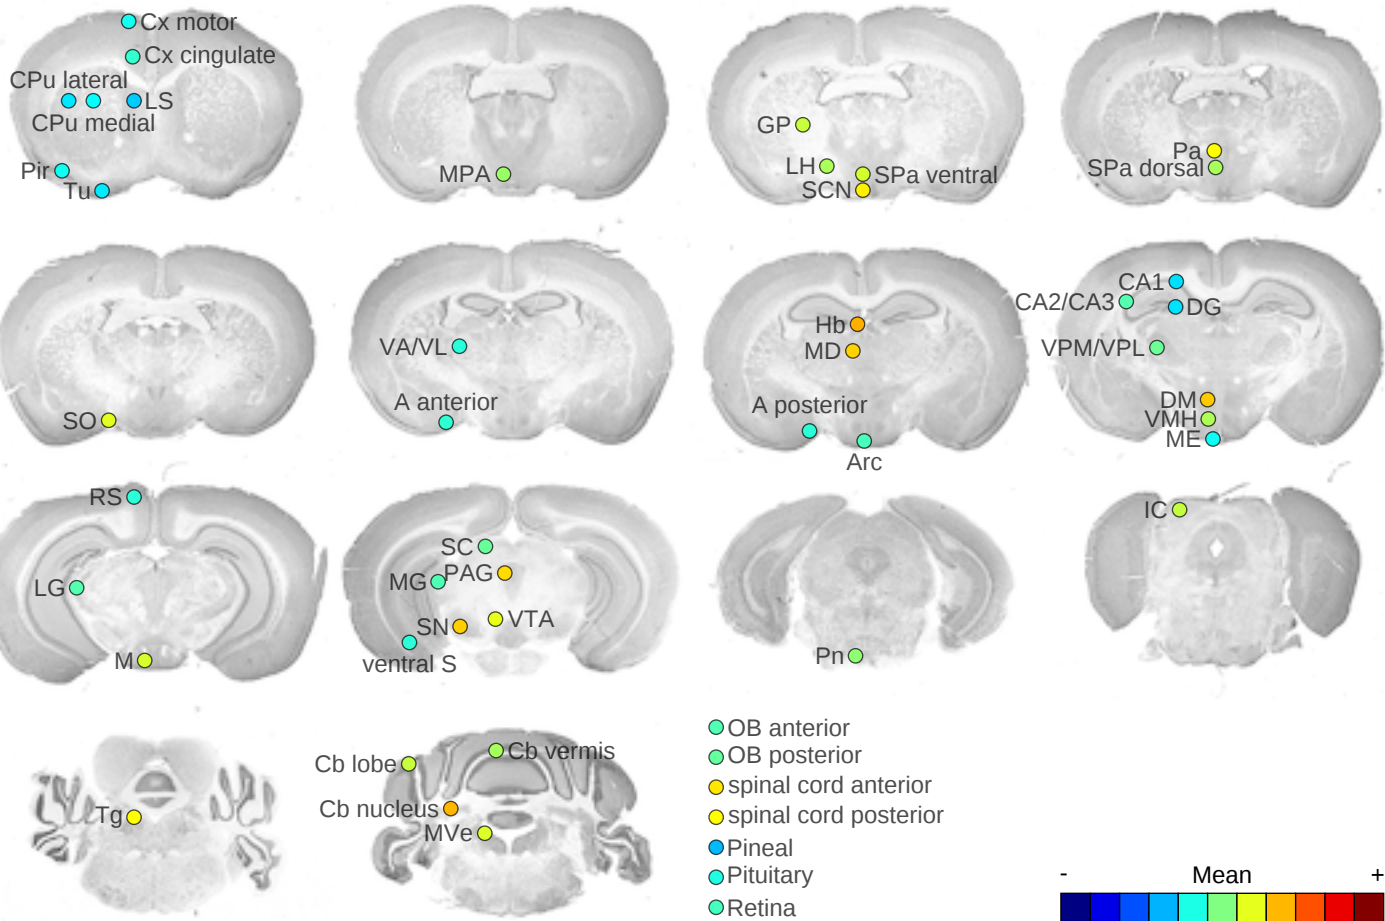 Cx motor
Cx cingulate
CPu lateral
LS
CPu medial
Pir
Tu
MPA
GP
LH
SPa ventral
SCN
Pa
SPa dorsal
SO
VA/VL
A anterior
Hb
MD
A posterior
Arc
CA1
CA2/CA3
DG
VPM/VPL
DM
VMH
ME
RS
LG
M
SC
MG
PAG
SN
VTA
ventral S
Pn
IC
Tg
Cb lobe
Cb vermis
Cb nucleus
MVe
OB anterior
OB posterior
spinal cord anterior
spinal cord posterior
Pineal
Pituitary
Retina
- Mean +